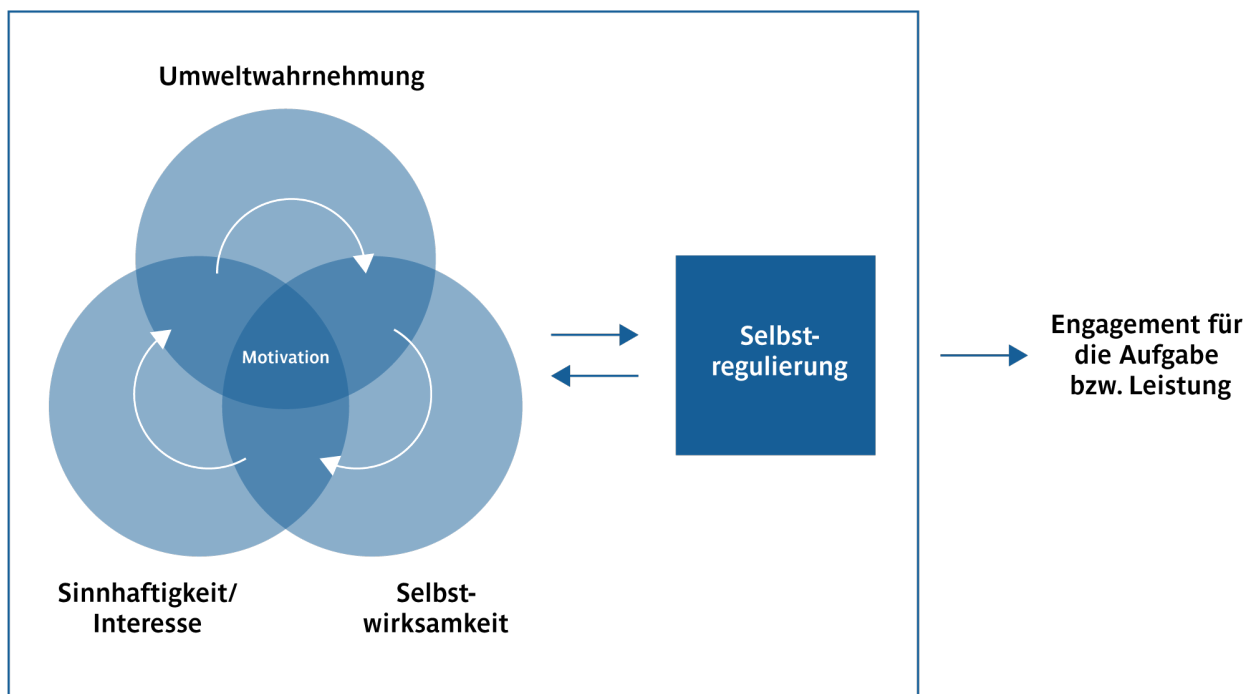 Umweltwahrnehmung
Motivation
Sinnhaftigkeit/
Interesse
Selbst-
wirksamkeit
Selbst-
regulierung
Engagement für
die Aufgabe
bzw. Leistung